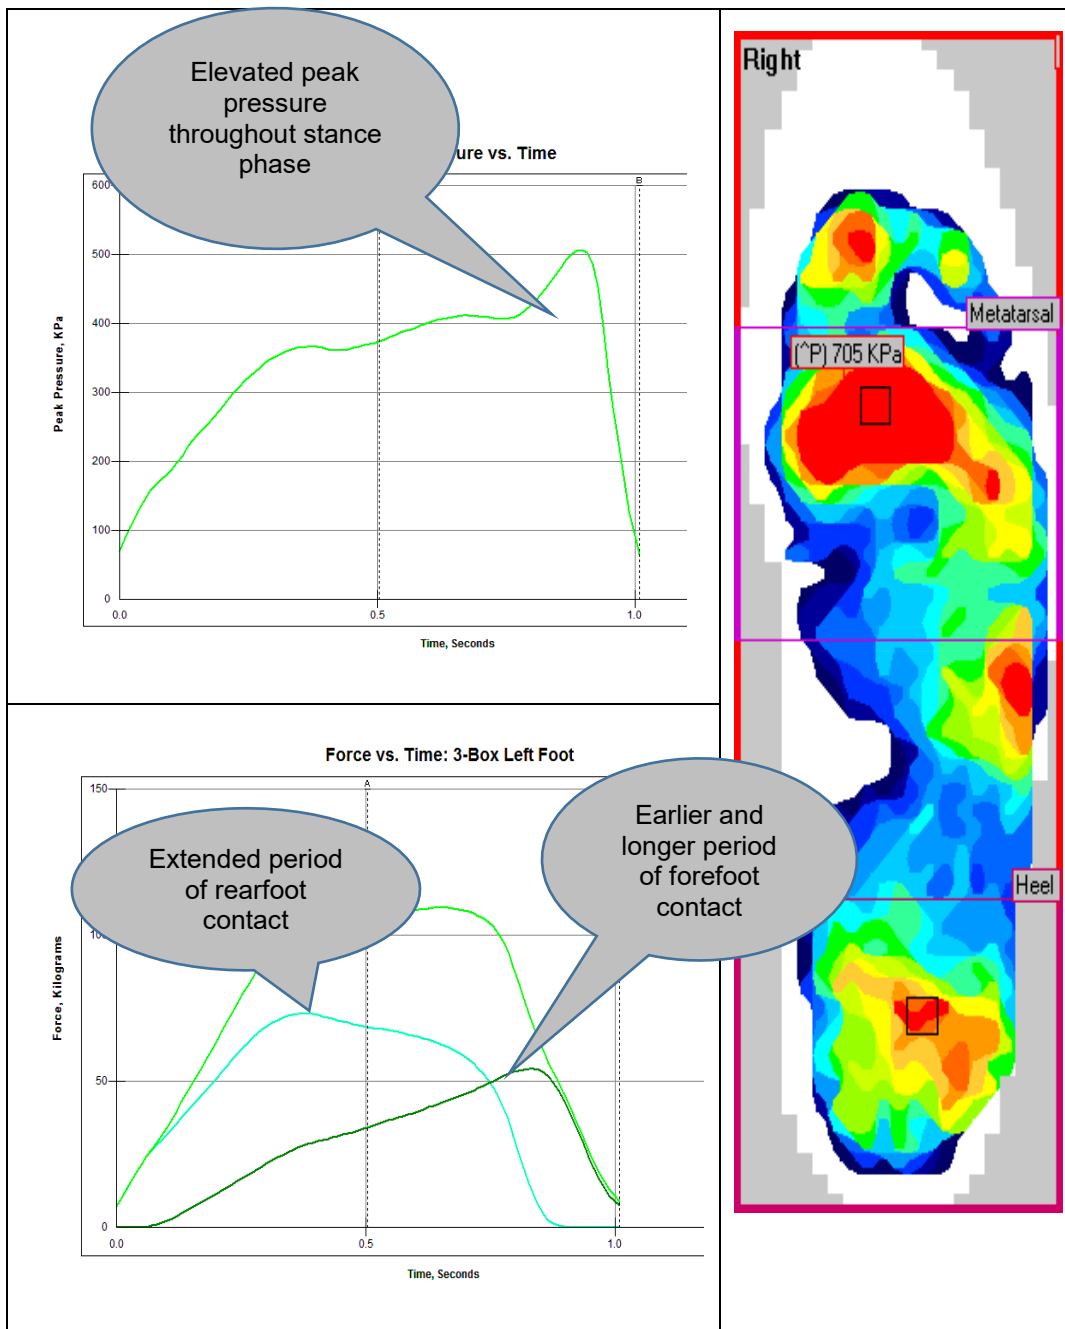 Elevated peak
pressure
throughout stance
phase
ure vs. Time
B
600
500
400
300
200
100
0
Peak Pressure, KPa
0.0
0.5
1.0
Time, Seconds
Force vs. Time: 3-Box Left Foot
A
150
Extended period
of rearfoot
contact
Earlier and
longer period
of forefoot
contact
50
0
Force, Kilograms
0.0
0.5
1.0
Time, Seconds
Right
Metatarsal
(^P) 705 KPa
Heel